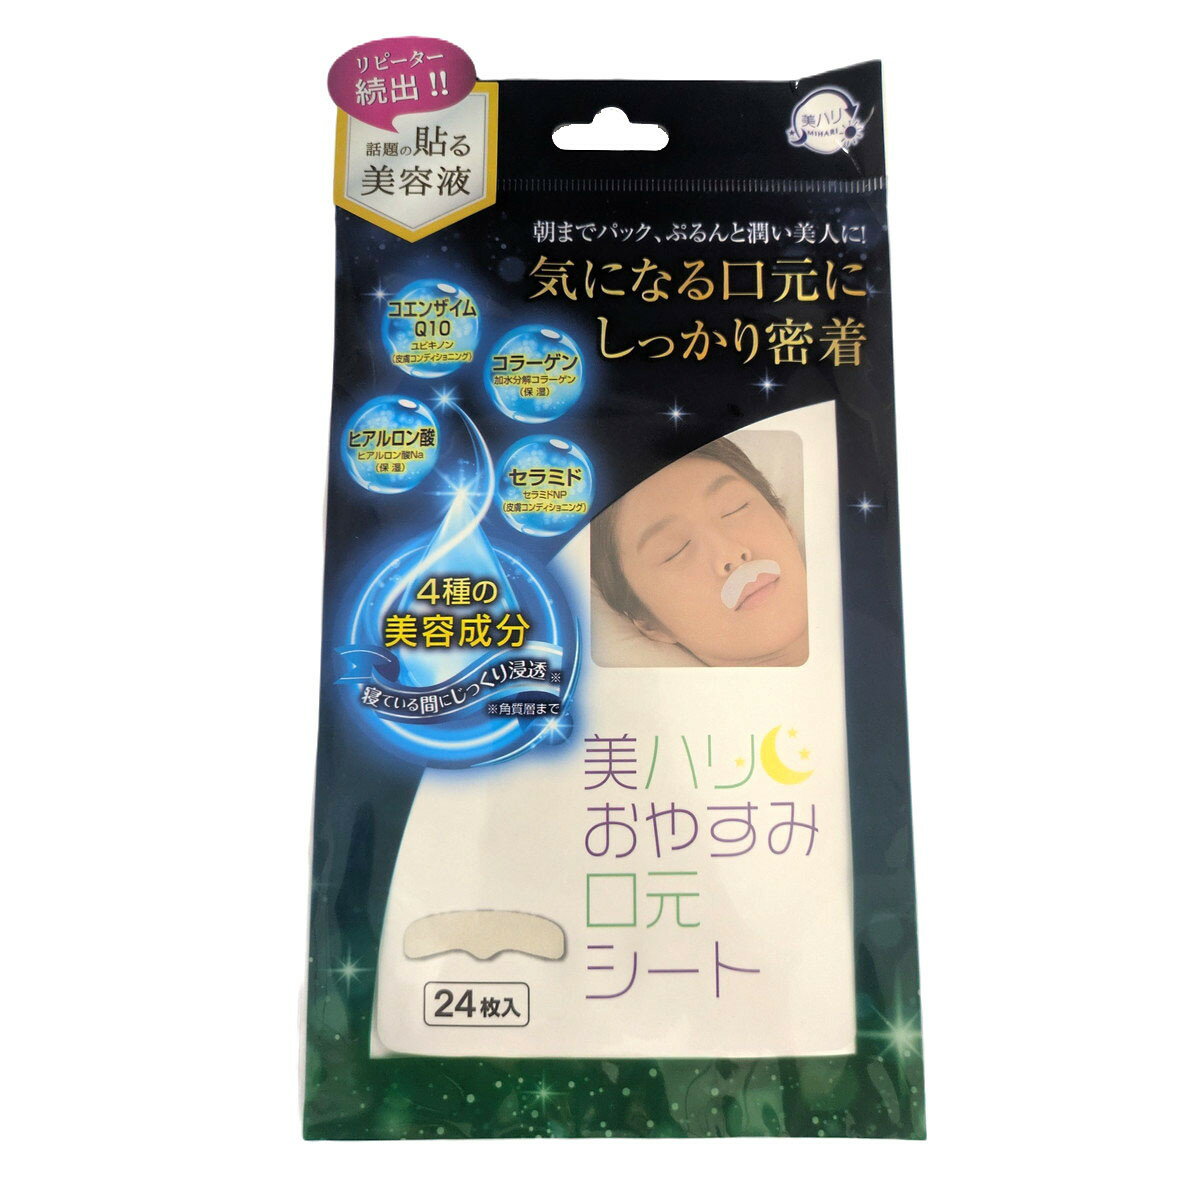 リピーター
続出!!
話題の貼る
美容液
美ハリ
MIHARI
朝までパック、ぷるんと潤い美人に!
気になる口元に
しっかり密着
コエンザイム
Q10
ユビキノン
(皮膚コンディショニング)
コラーゲン
加水分解コラーゲン
(保湿)
ヒアルロン酸
ヒアルロン酸Na
(保湿)
セラミド
セラミドNP
(皮膚コンディショニング)
4種の
美容成分
寝ている間にじっくり浸透※
※角質層まで
美ハリ
おやすみ
口元
シート
24枚入